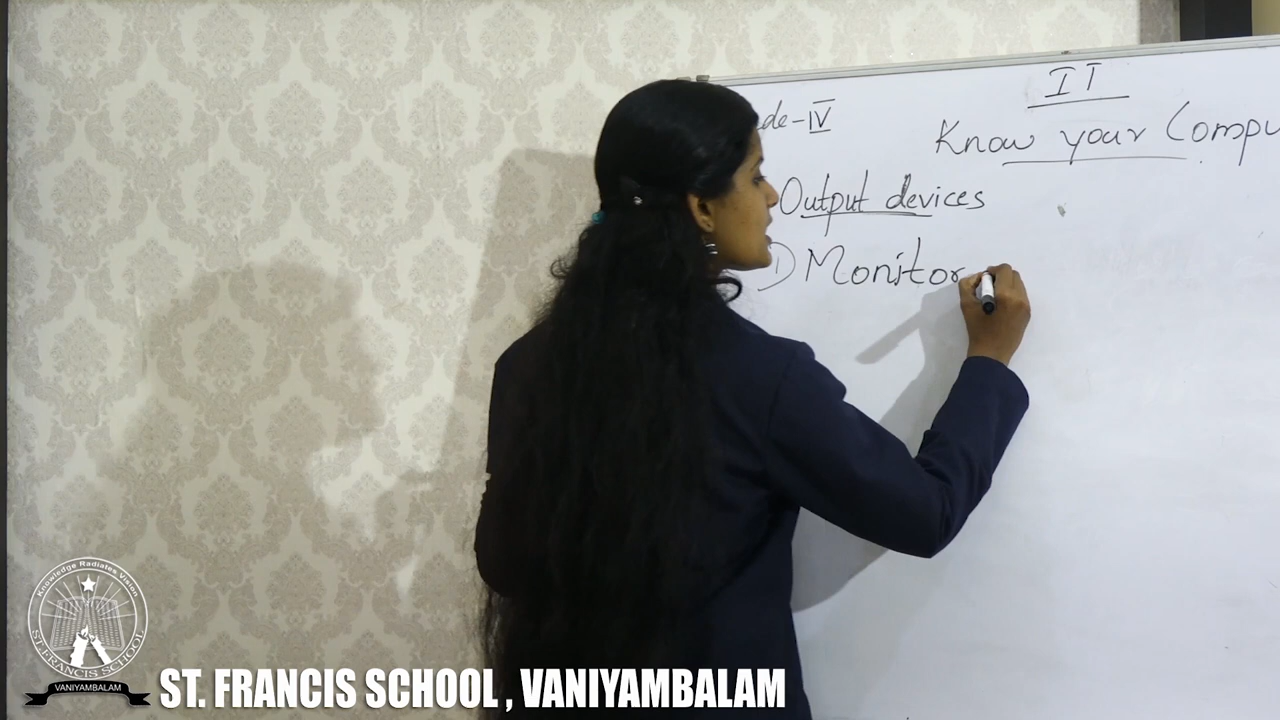 IT
de-IV
Know your Compu
Output devices
1) Monitor
Knowledge Radiates Vision
ST. FRANCIS SCHOOL
VANIYAMBALAM
ST. FRANCIS SCHOOL, VANIYAMBALAM